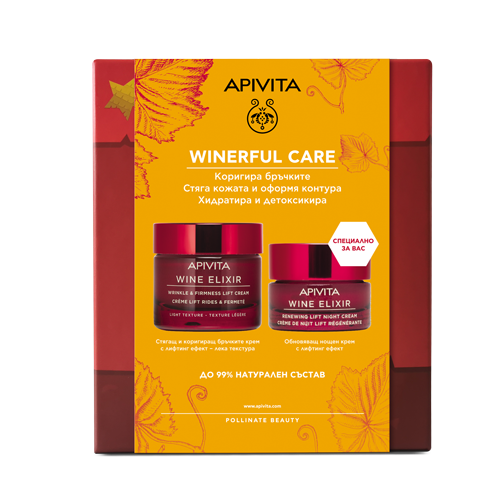 APIVITA
WINERFUL CARE
Коригира бръчките
Стяга кожата и оформя контура
Хидратира и детоксикира
СПЕЦИАЛНО
ЗА ВАС
APIVITA
WINE ELIXIR
WRINKLE & FIRMNESS LIFT CREAM
CRÈME LIFT RIDES & FERMETÉ
LIGHT TEXTURE - TEXTURE LÉGÈRE
APIVITA
WINE ELIXIR
RENEWING LIFT NIGHT CREAM
CRÈME DE NUIT LIFT RÉGÉNÉRANTE
Стягащ и коригиращ бръчките крем
с лифтинг ефект – лека текстура
Обновяващ нощен крем
с лифтинг ефект
ДО 99% НАТУРАЛЕН СЪСТАВ
www.apivita.com
POLLINATE BEAUTY